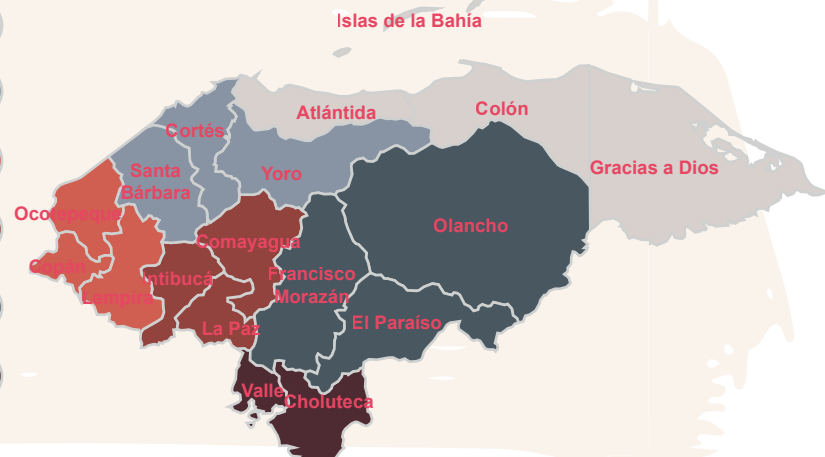 Islas de la Bahía
Atlántida
Colón
Cortés
Santa
Bárbara
Yoro
Gracias a Dios
Ocotepeque
Olancho
Comayagua
Copán
Intibucá
Francisco
Morazán
Lempira
La Paz
El Paraíso
Valle
Choluteca